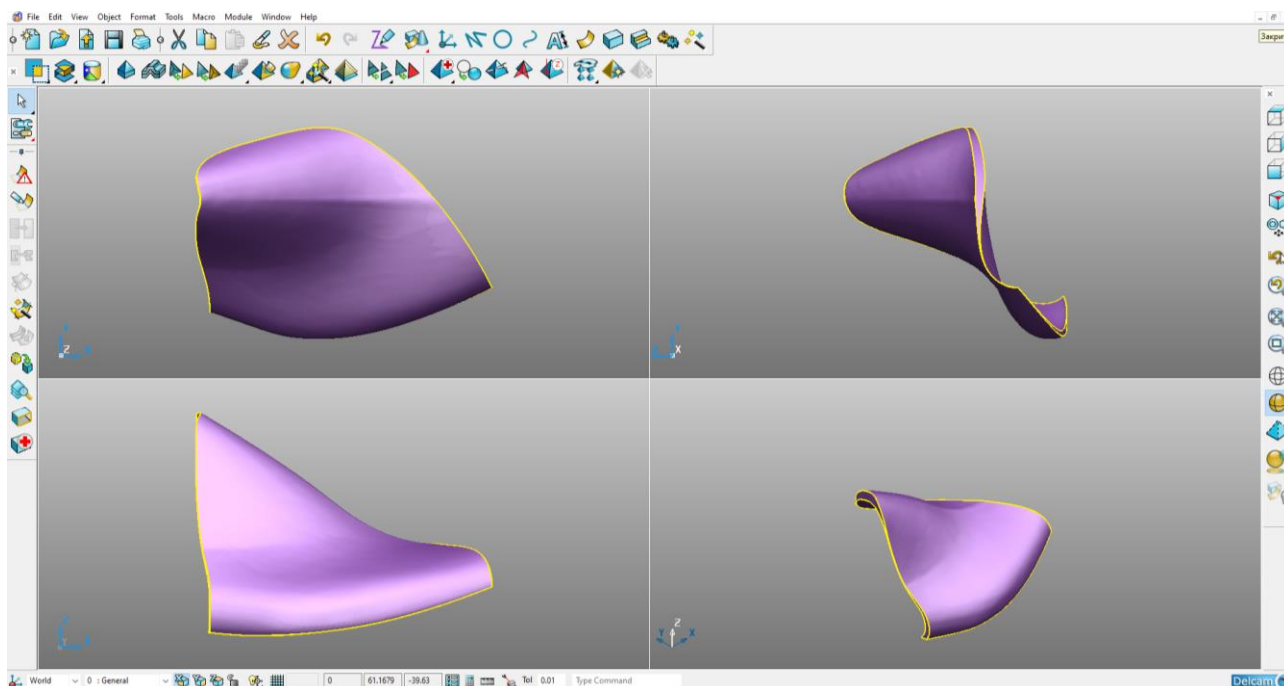 File Edit View Object Format Tools Macro Module Window Help
Закри
Z
X
Z
Y
Z
Y X
World 0 : General 0 61.1679 -39.63 Tol 0.01 Type Command Delcam